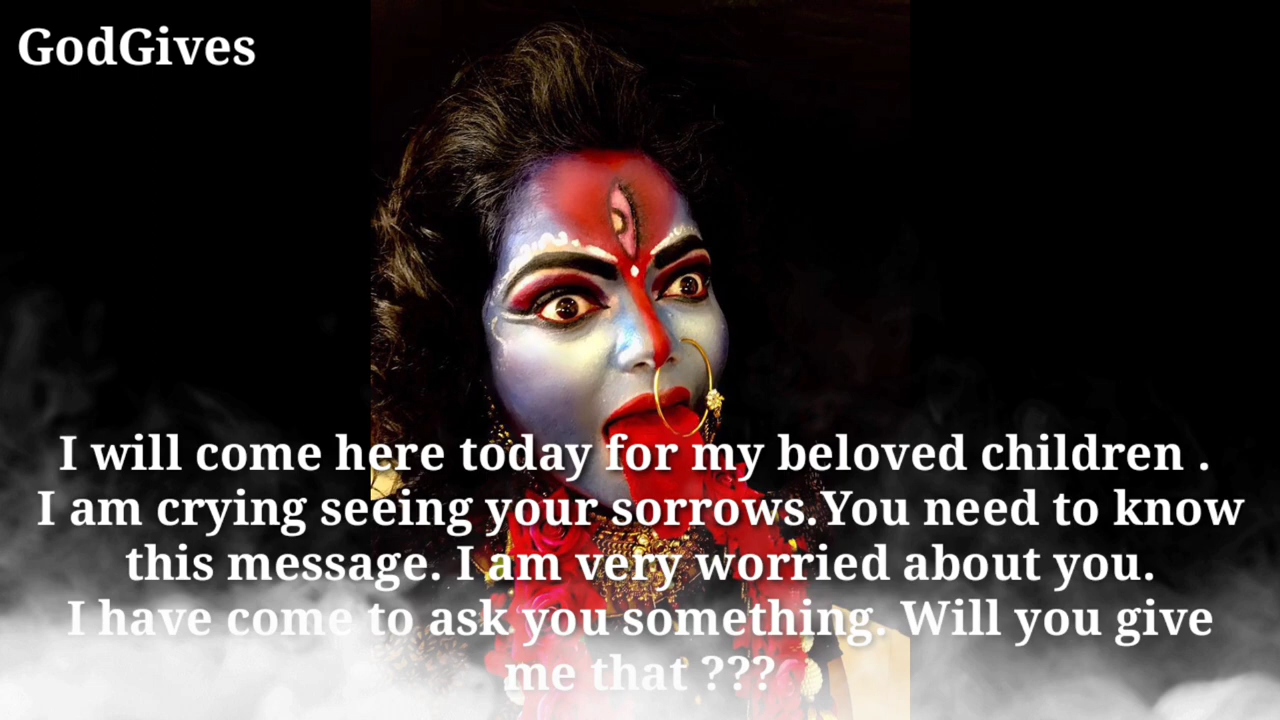 GodGives
I will come here today for my beloved children .
I am crying seeing your sorrows.You need to know
this message. I am very worried about you.
I have come to ask you something. Will you give
me that ???